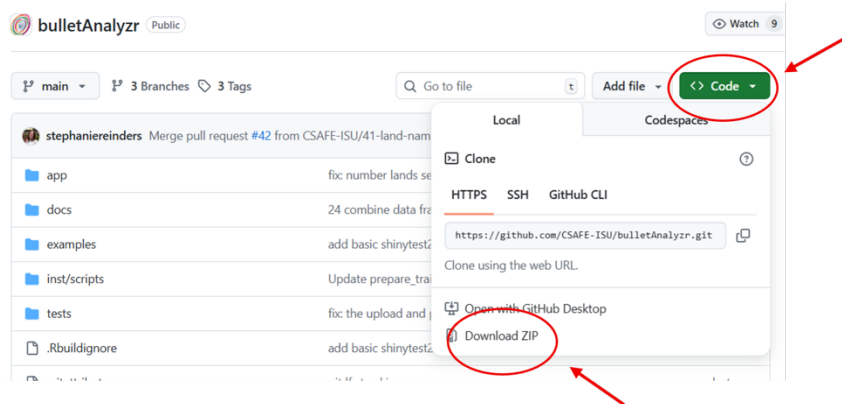 bulletAnalyzr Public
Watch 9
main 3 Branches 3 Tags
Go to file t
Add file
<> Code
stephaniereinders Merge pull request #42 from CSAFE-ISU/41-land-nam
app fix: number lands se
docs 24 combine data fra
examples add basic shinytest2
inst/scripts Update prepare_trai
tests fix: the upload and
.Rbuildignore add basic shinytest2
Local Codespaces
Clone
HTTPS SSH GitHub CLI
https://github.com/CSAFE-ISU/bulletAnalyzr.git
Clone using the web URL.
Open with GitHub Desktop
Download ZIP